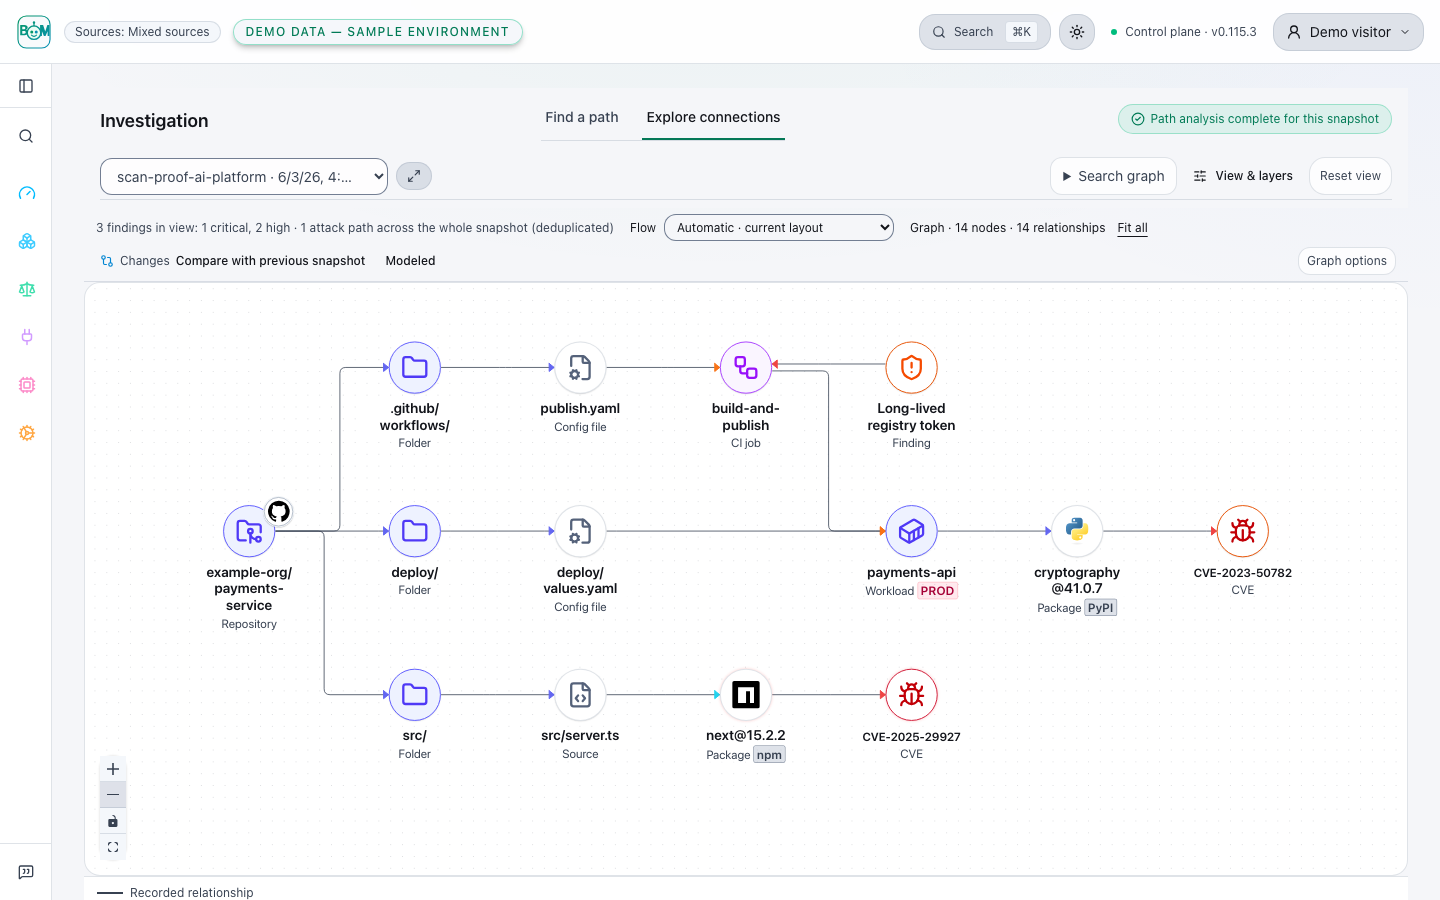 BOM
Sources: Mixed sources
DEMO DATA — SAMPLE ENVIRONMENT
Search ⌘K
Control plane · v0.115.3
Demo visitor
Investigation
Find a path
Explore connections
Path analysis complete for this snapshot
scan-proof-ai-platform · 6/3/26, 4:...
Search graph
View & layers
Reset view
3 findings in view: 1 critical, 2 high · 1 attack path across the whole snapshot (deduplicated)
Flow
Automatic · current layout
Graph · 14 nodes · 14 relationships
Fit all
Changes
Compare with previous snapshot
Modeled
Graph options
.github/
workflows/
Folder
publish.yaml
Config file
build-and-
publish
CI job
Long-lived
registry token
Finding
example-org/
payments-
service
Repository
deploy/
Folder
deploy/
values.yaml
Config file
payments-api
Workload PROD
cryptography
@41.0.7
Package PyPI
CVE-2023-50782
CVE
src/
Folder
src/server.ts
Source
next@15.2.2
Package npm
CVE-2025-29927
CVE
Recorded relationship